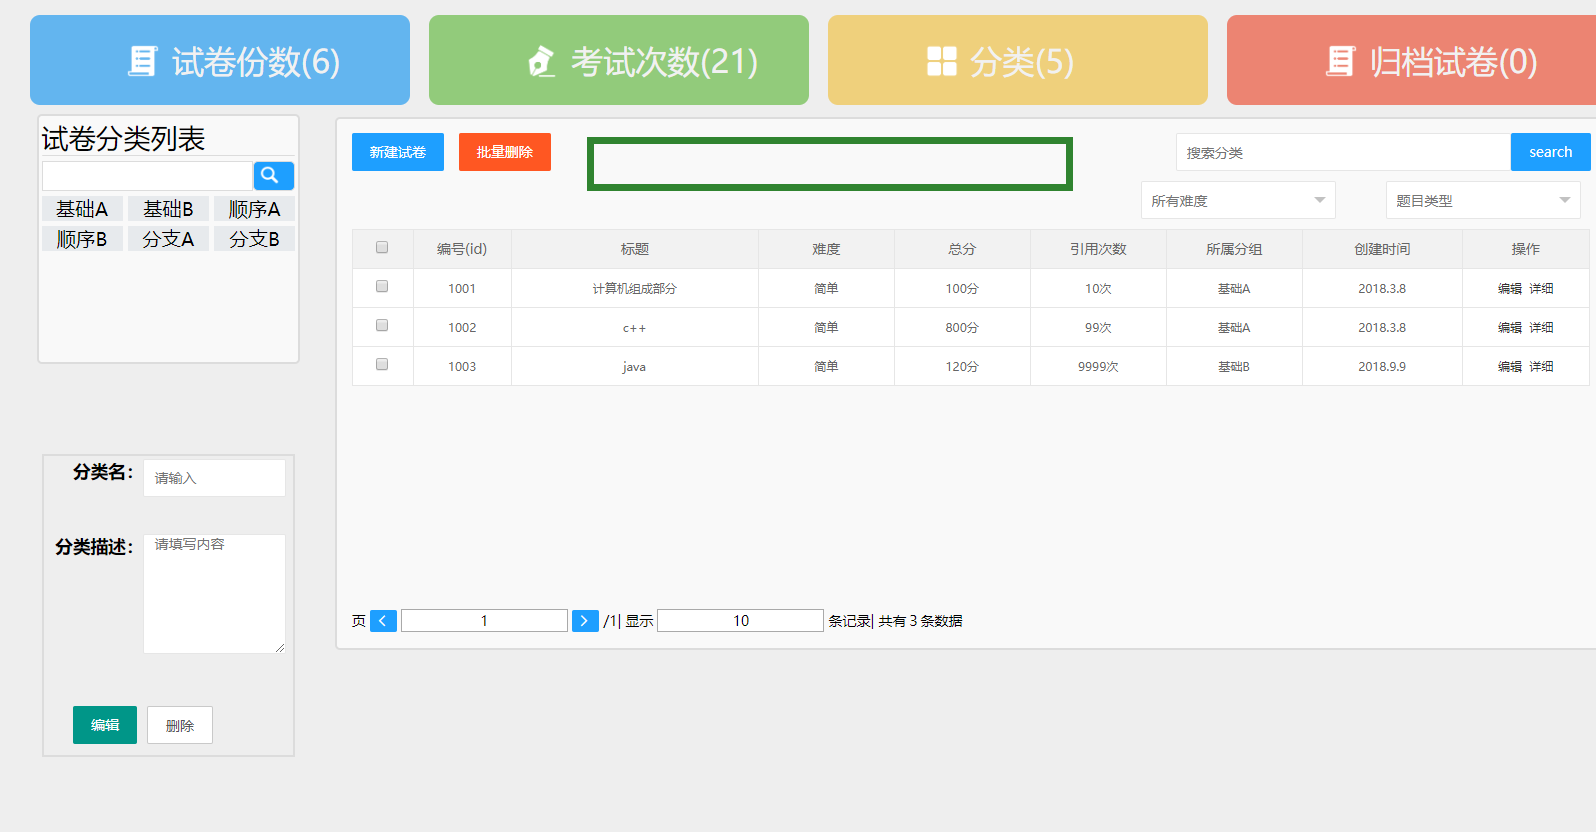 试卷份数(6)
考试次数(21)
分类(5)
归档试卷(0)
试卷分类列表
基础A 基础B 顺序A
顺序B 分支A 分支B
分类名：
请输入
分类描述：
请填写内容
编辑 删除
新建试卷 批量删除
搜索分类 search
所有难度 题目类型
编号(id) 标题 难度 总分 引用次数 所属分组 创建时间 操作
1001 计算机组成部分 简单 100分 10次 基础A 2018.3.8 编辑 详细
1002 c++ 简单 800分 99次 基础A 2018.3.8 编辑 详细
1003 java 简单 120分 9999次 基础B 2018.9.9 编辑 详细
页 < 1 > /1| 显示 10 条记录| 共有 3 条数据